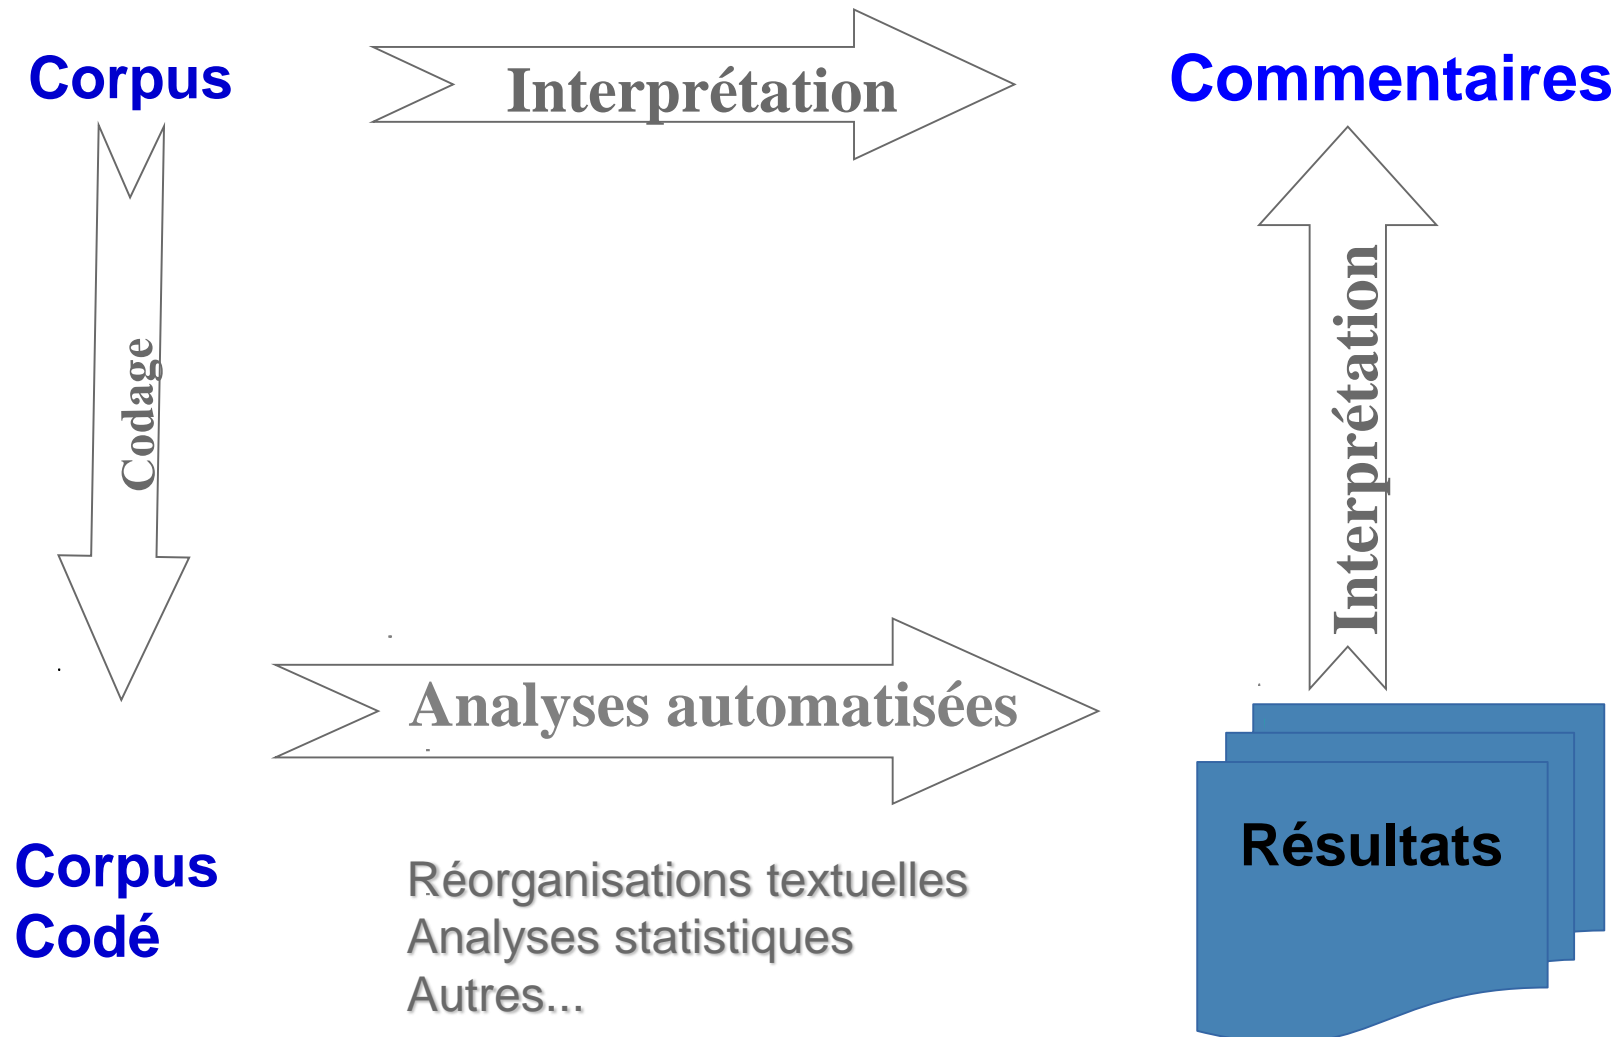 Corpus
Interprétation
Commentaires
Codage
Interprétation
Analyses automatisées
Corpus
Codé
Réorganisations textuelles
Analyses statistiques
Autres...
Résultats